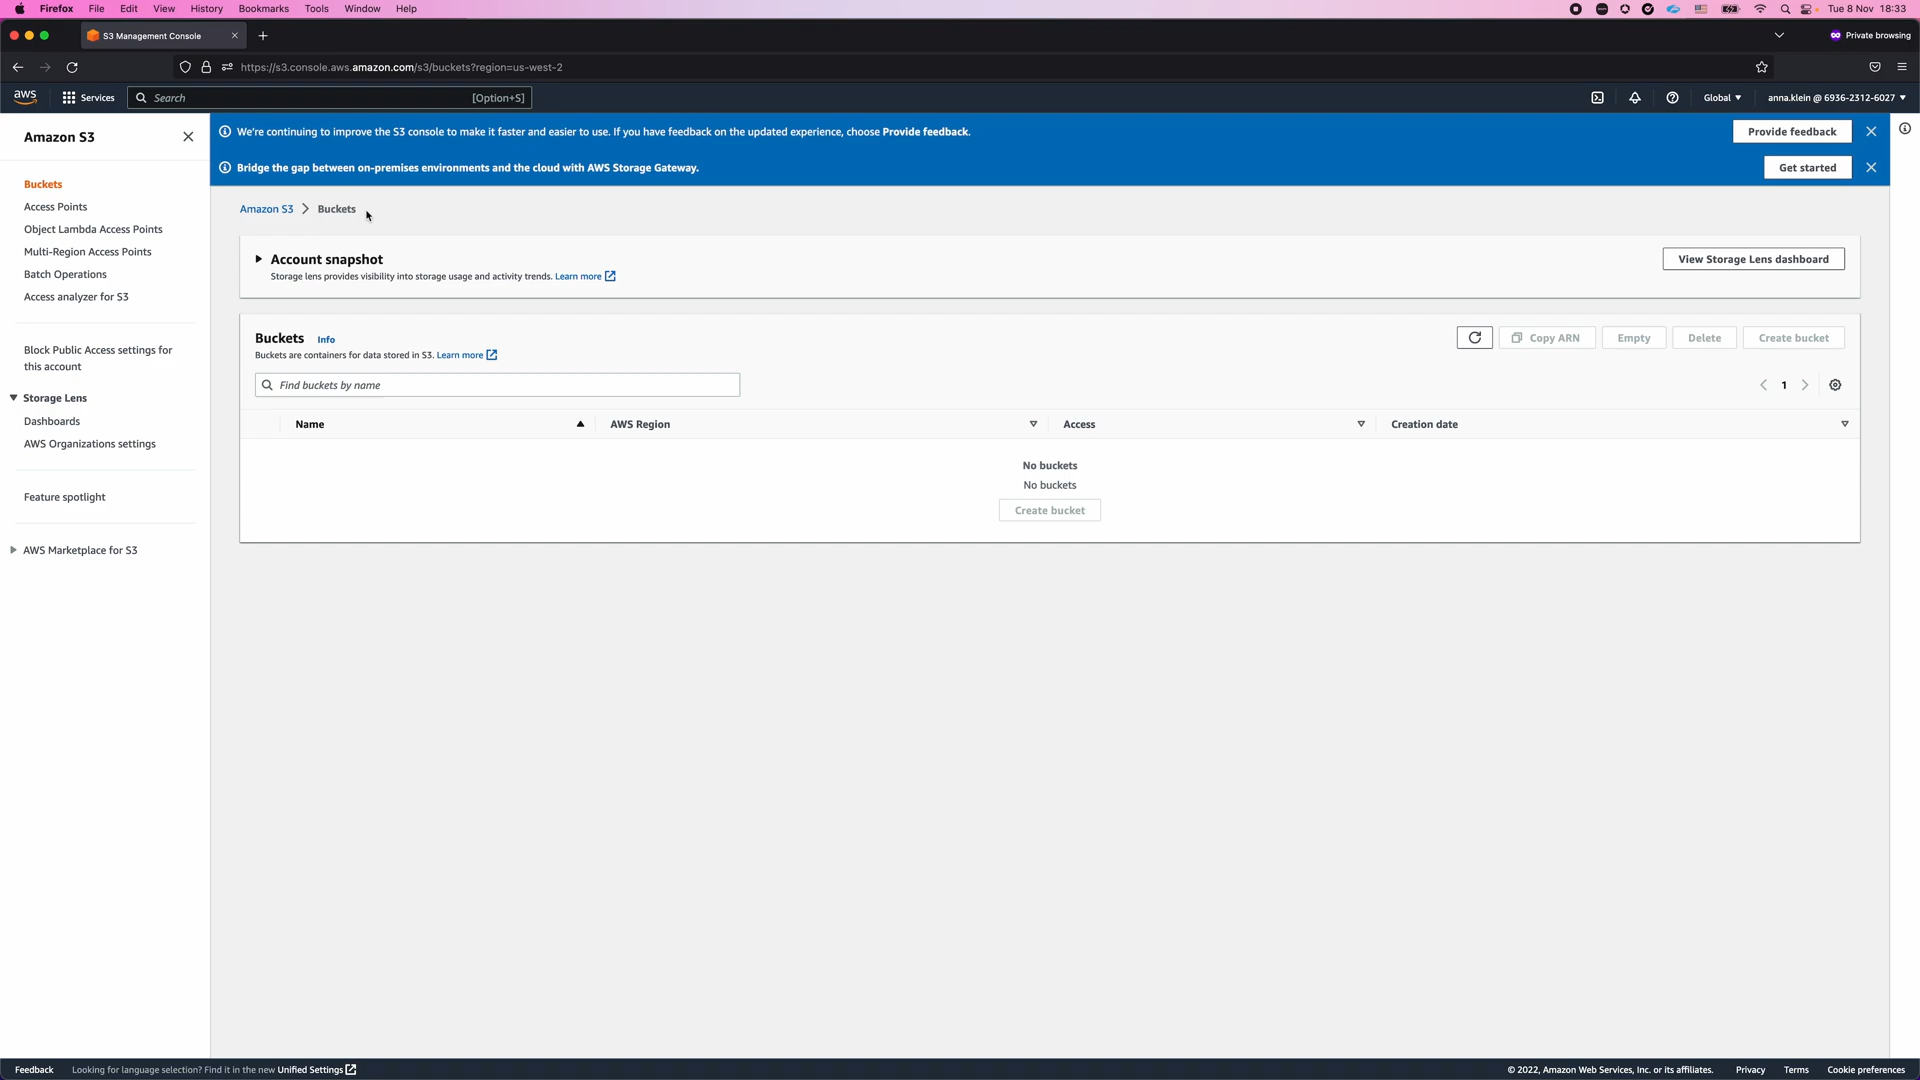 Firefox File Edit View History Bookmarks Tools Window Help Tue 8 Nov 18:33
S3 Management Console Private browsing
https://s3.console.aws.amazon.com/s3/buckets?region=us-west-2
aws Services Search [Option+S] Global anna.klein @ 6936-2312-6027
Amazon S3
Buckets
Access Points
Object Lambda Access Points
Multi-Region Access Points
Batch Operations
Access analyzer for S3
Block Public Access settings for
this account
Storage Lens
Dashboards
AWS Organizations settings
Feature spotlight
AWS Marketplace for S3
We're continuing to improve the S3 console to make it faster and easier to use. If you have feedback on the updated experience, choose Provide feedback. Provide feedback
Bridge the gap between on-premises environments and the cloud with AWS Storage Gateway. Get started
Amazon S3 Buckets
Account snapshot
Storage lens provides visibility into storage usage and activity trends. Learn more
View Storage Lens dashboard
Buckets Info
Buckets are containers for data stored in S3. Learn more
Copy ARN Empty Delete Create bucket
Find buckets by name
1
Name AWS Region Access Creation date
No buckets
No buckets
Create bucket
Feedback Looking for language selection? Find it in the new Unified Settings © 2022, Amazon Web Services, Inc. or its affiliates. Privacy Terms Cookie preferences